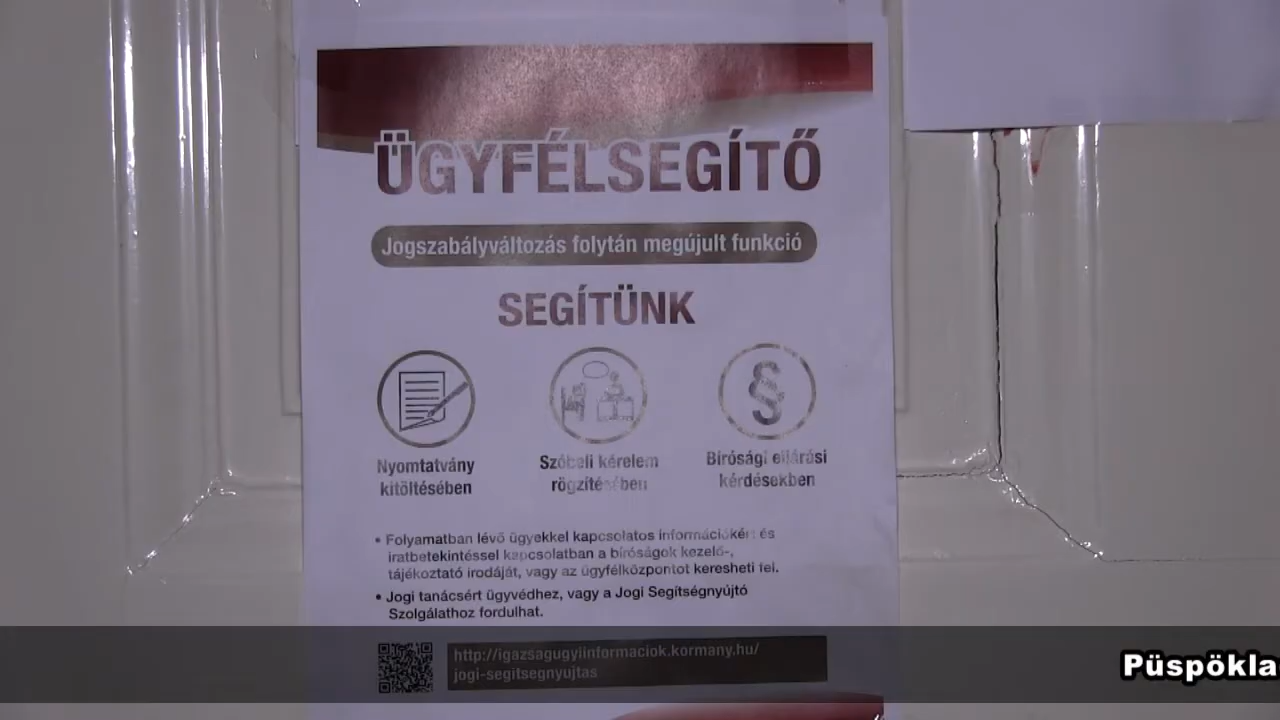 ÜGYFÉLSEGÍTŐ
Jogszabályváltozás folytán megújult funkció
SEGÍTÜNK
Nyomtatvány
kitöltésében
Szóbeli kérelem
rögzítésében
Bírósági eljárási
kérdésekben
• Folyamatban lévő ügyekkel kapcsolatos információkért és
iratbetekintéssel kapcsolatban a bíróságok kezelő-,
tájékoztató irodáját, vagy az ügyfélközpontot keresheti fel.
• Jogi tanácsért ügyvédhez, vagy a Jogi Segítségnyújtó
Szolgálathoz fordulhat.
http://igazsagugyiinformaciok.kormany.hu/
jogi-segitsegnyujtas
Püspökla